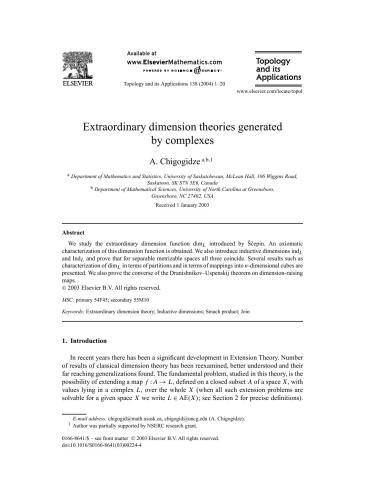 Available at
www.ElsevierMathematics.com
POWERED BY SCIENCE @ DIRECT®
Topology
and its
Applications
ELSEVIER
Topology and its Applications 138 (2004) 1–20
www.elsevier.com/locate/topol
Extraordinary dimension theories generated
by complexes
A. Chigogidze a,b,1
a Department of Mathematics and Statistics, University of Saskatchewan, McLean Hall, 106 Wiggins Road,
Saskatoon, SK S7N 5E6, Canada
b Department of Mathematical Sciences, University of North Carolina at Greensboro,
Greensboro, NC 27402, USA
Received 1 January 2003
Abstract
We study the extraordinary dimension function dimL introduced by Ščepin. An axiomatic
characterization of this dimension function is obtained. We also introduce inductive dimensions indL
and IndL and prove that for separable metrizable spaces all three coincide. Several results such as
characterization of dimL in terms of partitions and in terms of mappings into n-dimensional cubes are
presented. We also prove the converse of the Dranishnikov–Uspenskij theorem on dimension-raising
maps.
© 2003 Elsevier B.V. All rights reserved.
MSC: primary 54F45; secondary 55M10
Keywords: Extraordinary dimension theory; Inductive dimensions; Smash product; Join
1. Introduction
In recent years there has been a significant development in Extension Theory. Number
of results of classical dimension theory has been reexamined, better understood and their
far reaching generalizations found. The fundamental problem, studied in this theory, is the
possibility of extending a map f : A → L, defined on a closed subset A of a space X, with
values lying in a complex L, over the whole X (when all such extension problems are
solvable for a given space X we write L ∈ AE(X); see Section 2 for precise definitions).
E-mail address: chigogid@math.usask.ca, chigogid@uncg.edu (A. Chigogidze).
1 Author was partially supported by NSERC research grant.
0166-8641/$ – see front matter © 2003 Elsevier B.V. All rights reserved.
doi:10.1016/S0166-8641(03)00224-4